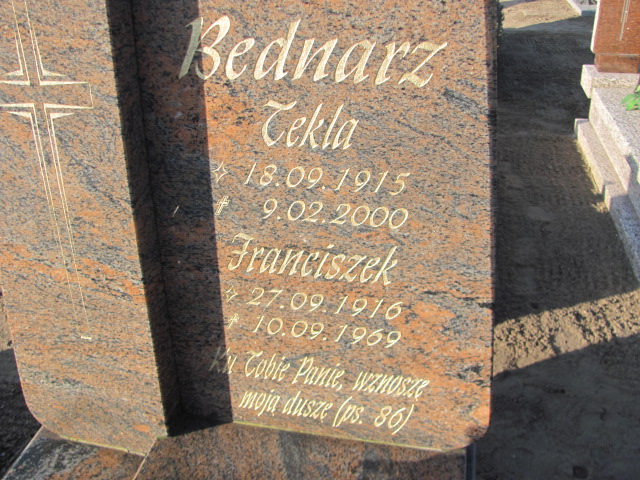 Bednarz
Tekla
18.09.1915
9.02.2000
Franciszek
27.09.1916
10.09.1969
Ku Tobie Panie, wznoszę
moją duszę (ps. 86)